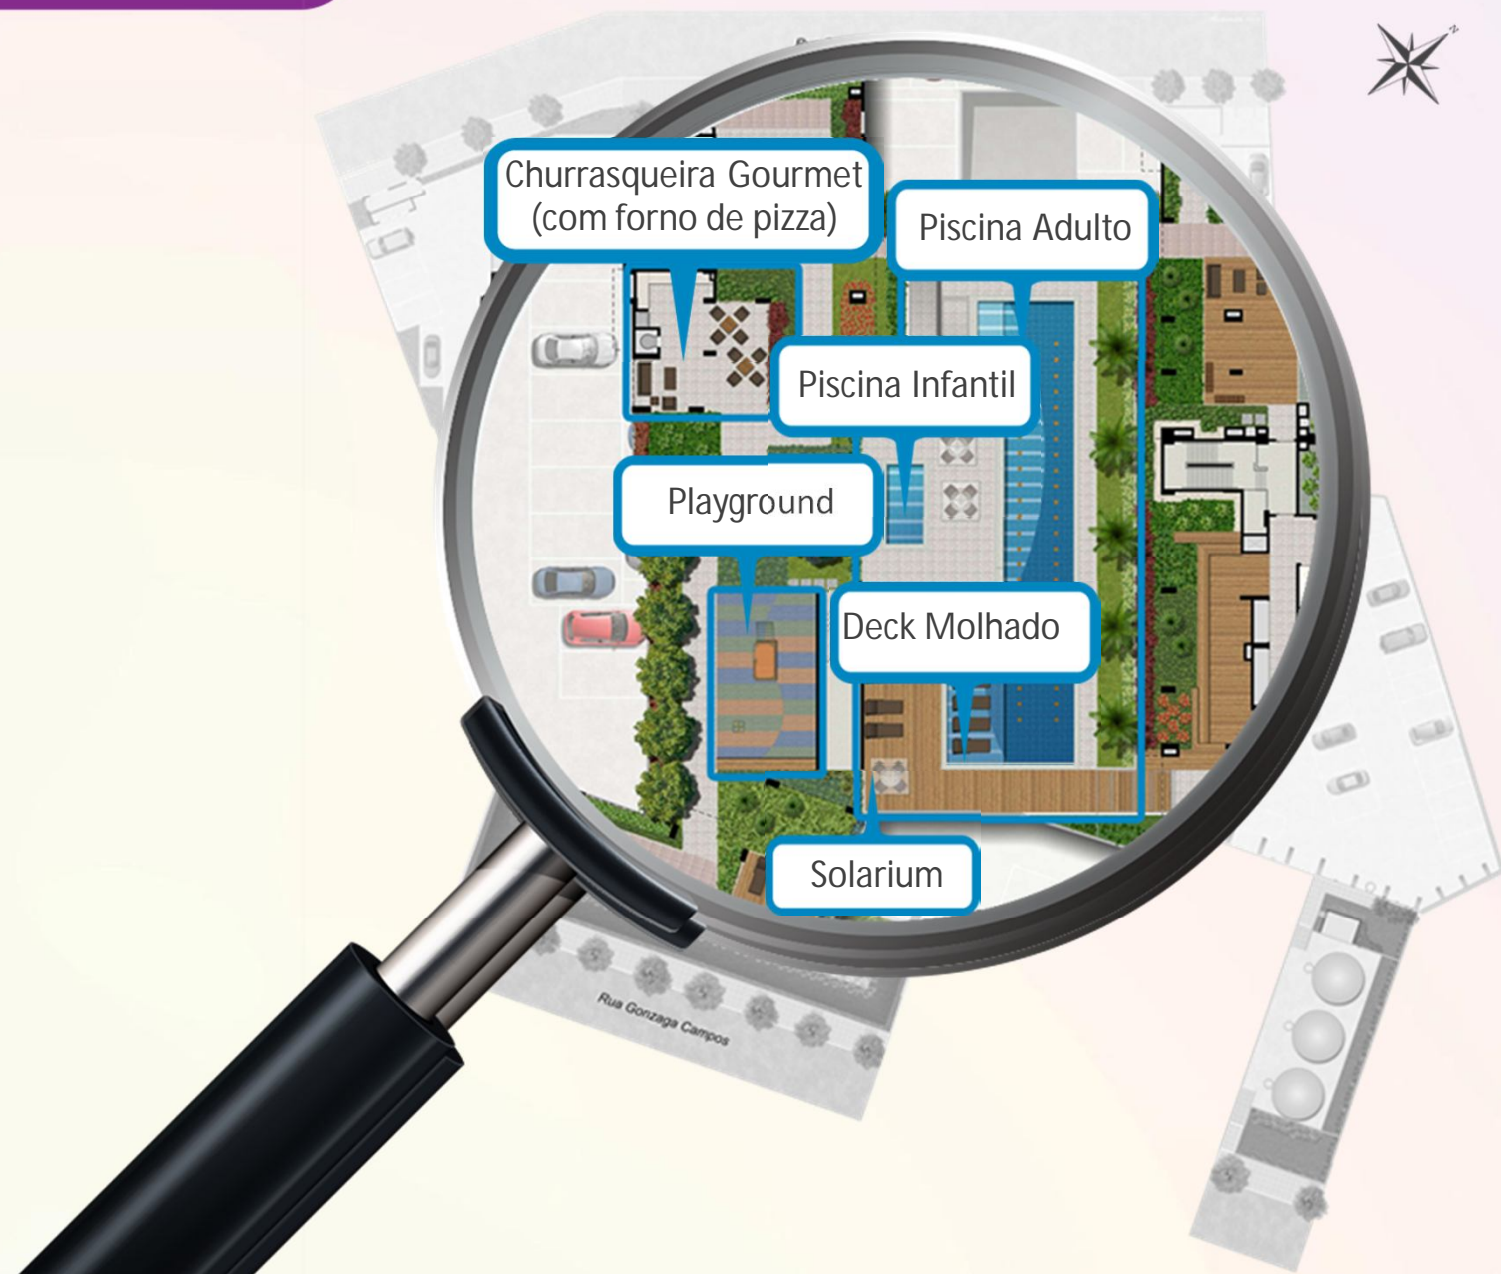 Churrasqueira Gourmet
(com forno de pizza)
Piscina Adulto
Piscina Infantil
Playground
Deck Molhado
Solarium
Rua Gonzaga Campos
N